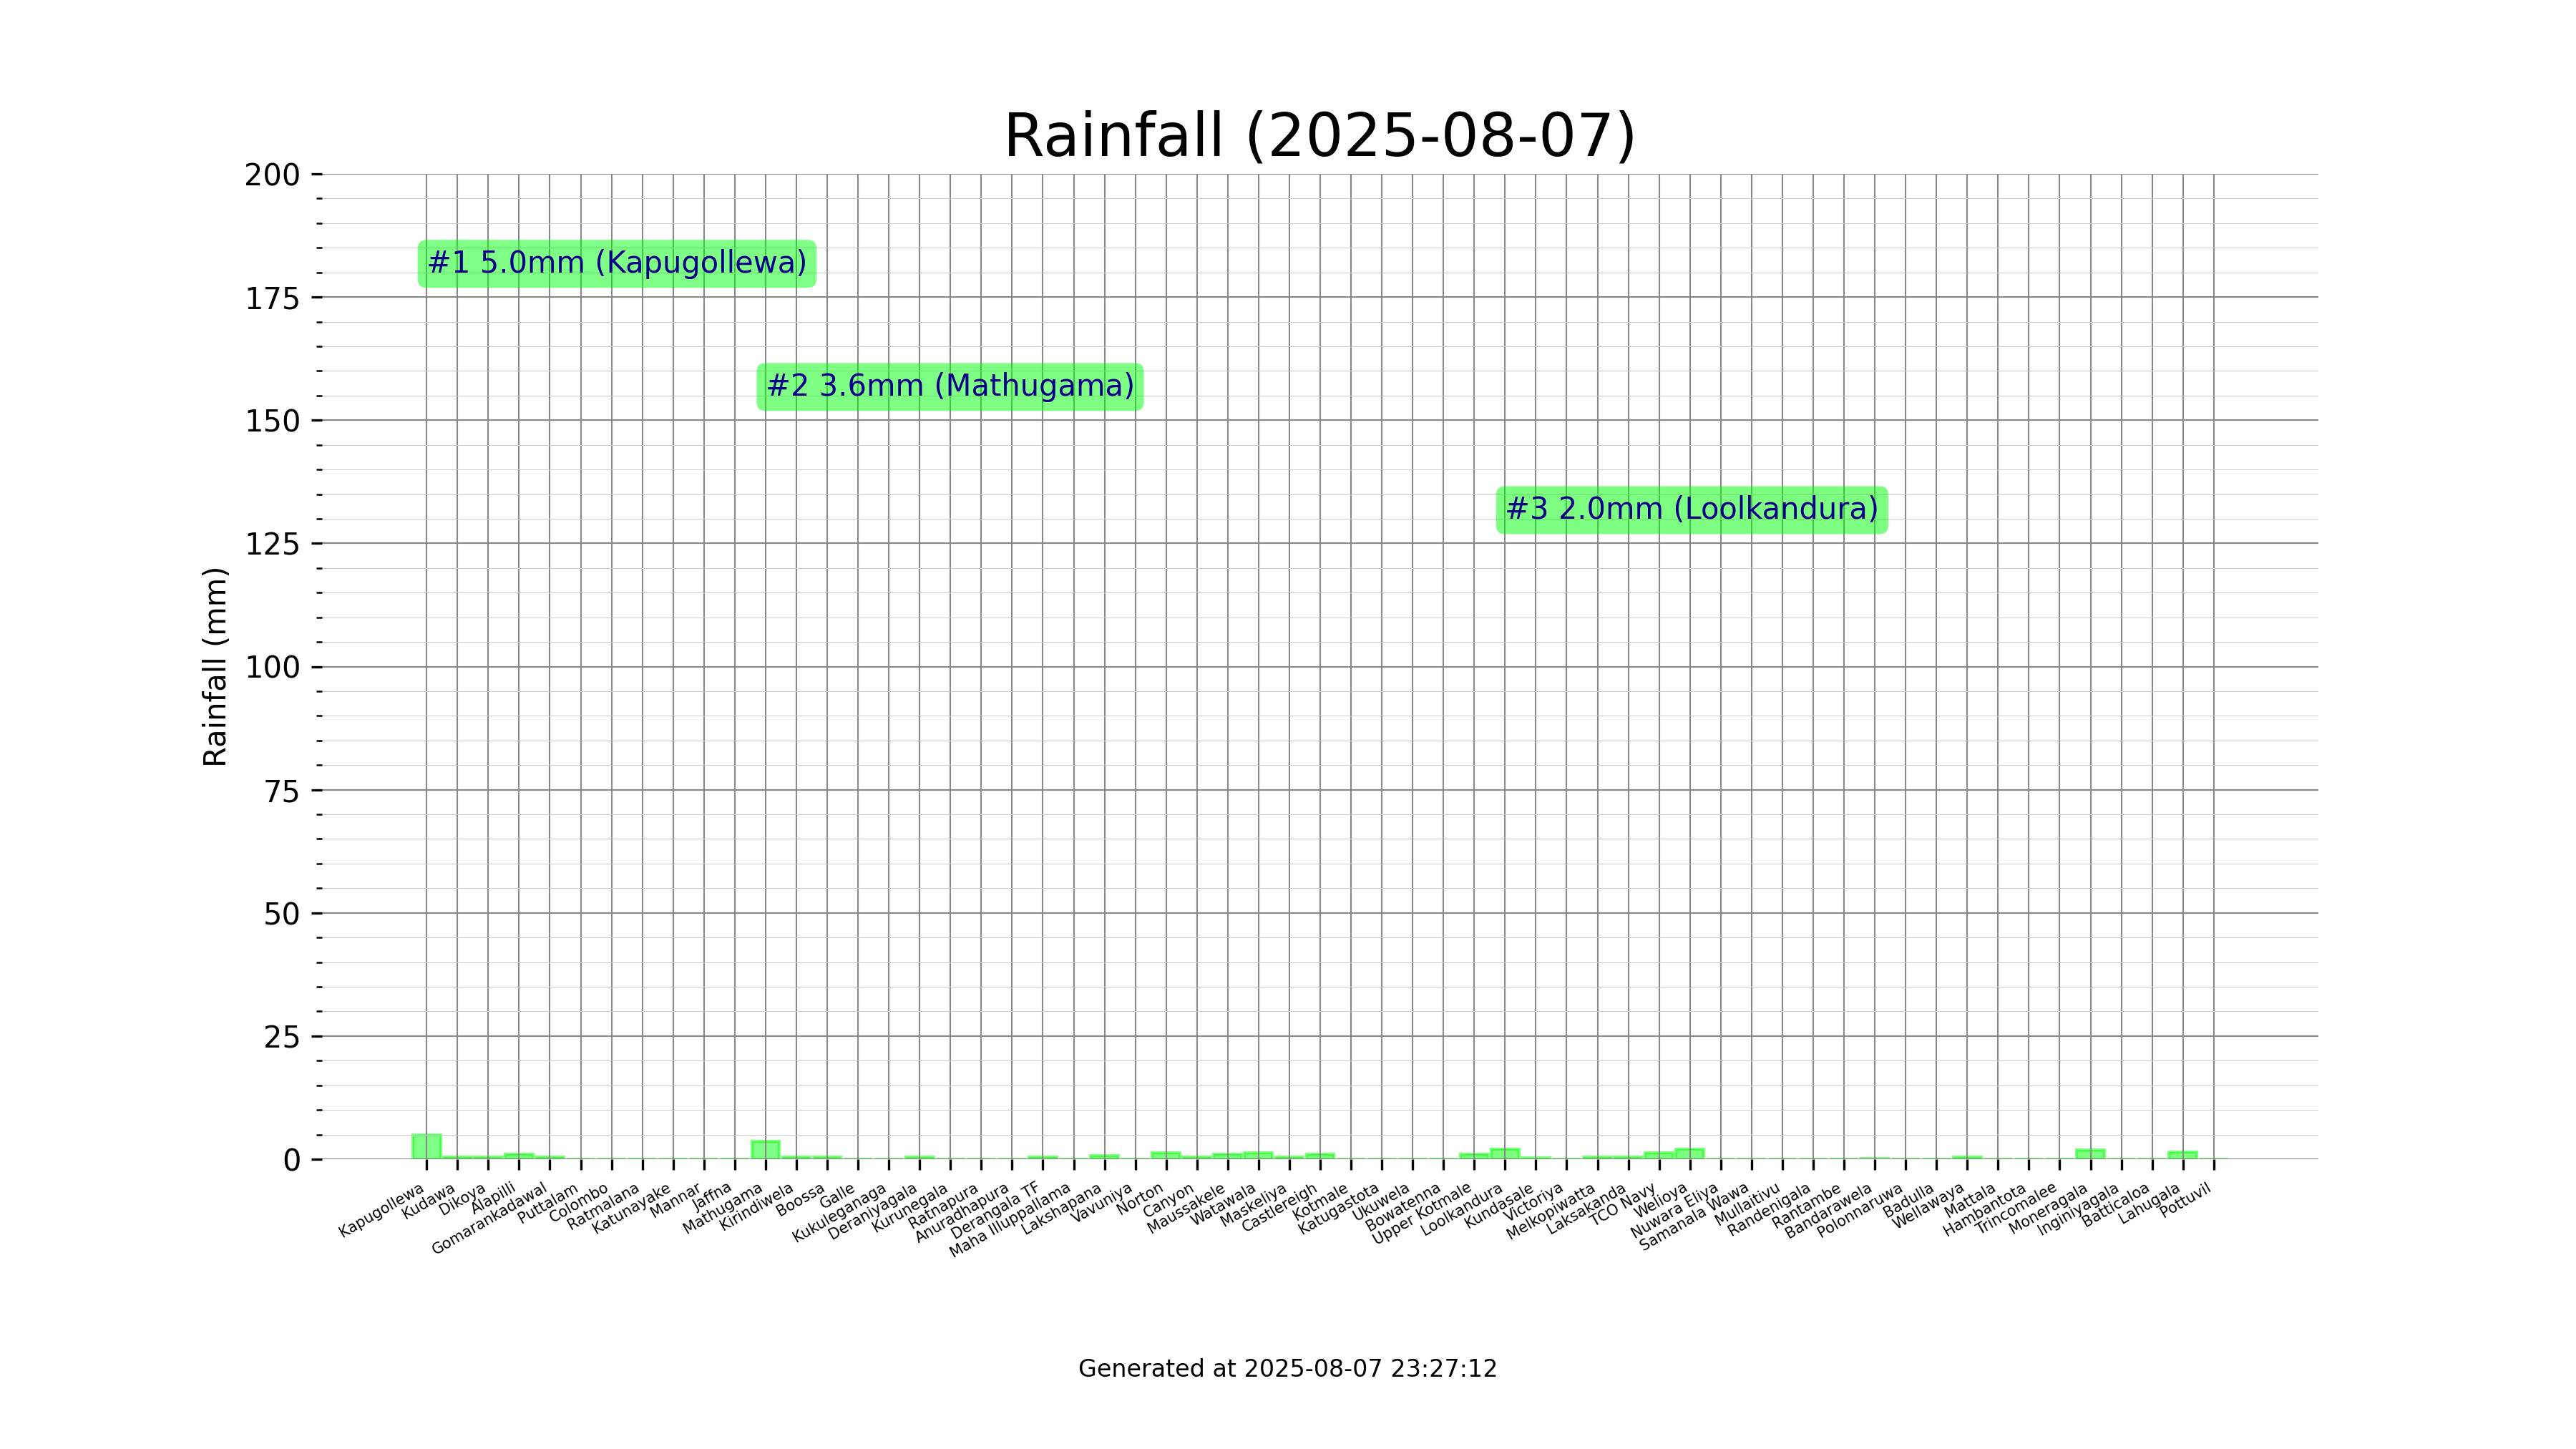 Rainfall (2025-08-07)
200
175
150
125
100
75
50
25
0
Rainfall (mm)
#1 5.0mm (Kapugollewa)
#2 3.6mm (Mathugama)
#3 2.0mm (Loolkandura)
Kapugollewa
Kudawa
Dikoya
Alapilli
Gomarankadawal
Puttalam
Colombo
Ratmalana
Katunayake
Mannar
Jaffna
Mathugama
Kirindiwela
Boossa
Galle
Kukuleganaga
Deraniyagala
Kurunegala
Ratnapura
Anuradhapura
Derangala TF
Maha Illuppallama
Lakshapana
Vavuniya
Norton
Canyon
Maussakele
Watawala
Maskeliya
Castlereigh
Kotmale
Katugastota
Ukuwela
Bowatenna
Upper Kotmale
Loolkandura
Kundasale
Victoriya
Melkopiwatta
Laksakanda
TCO Navy
Welioya
Nuwara Eliya
Samanala Wawa
Mullaitivu
Randenigala
Rantambe
Bandarawela
Polonnaruwa
Badulla
Wellawaya
Mattala
Hambantota
Trincomalee
Moneragala
Inginiyagala
Batticaloa
Lahugala
Pottuvil
Generated at 2025-08-07 23:27:12